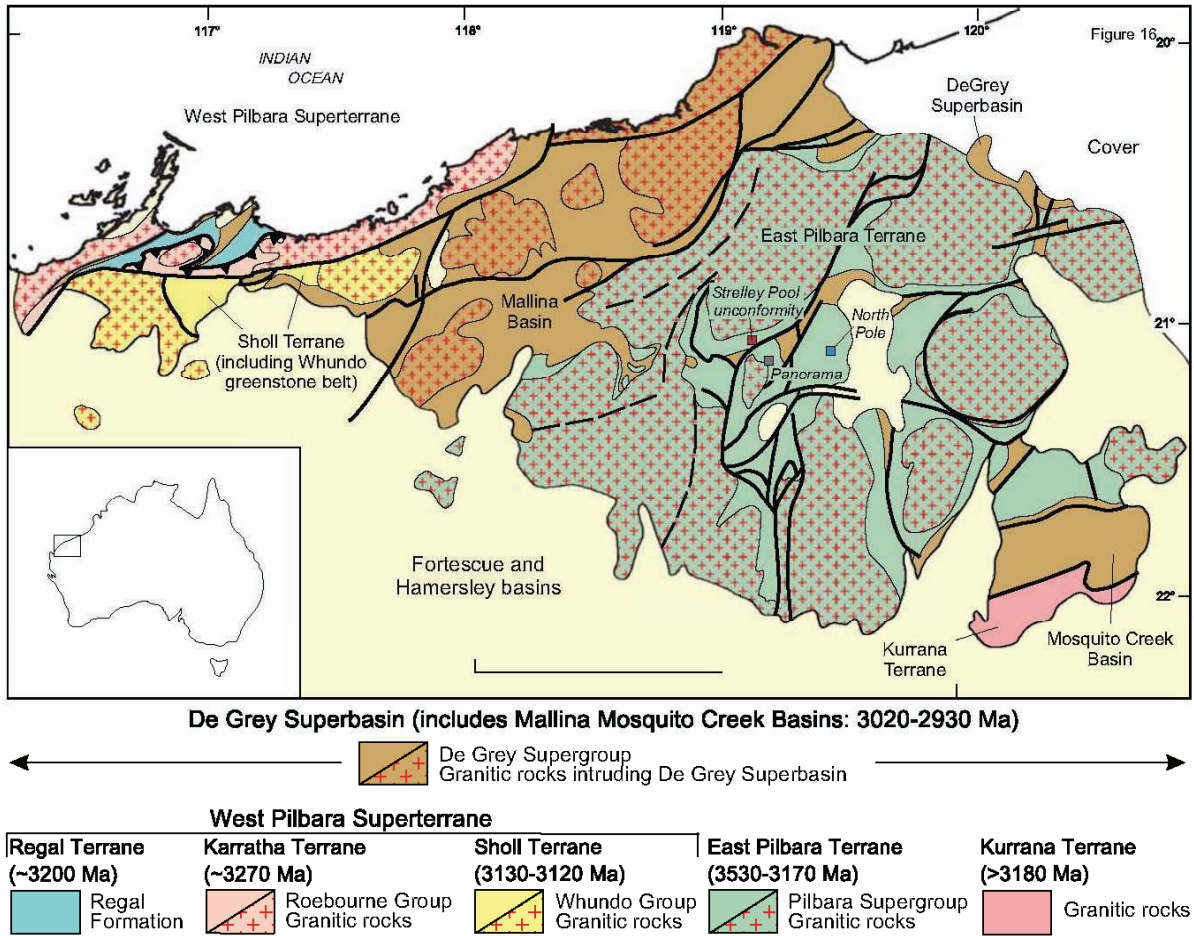 117°
118°
119°
120°
Figure 16
20°
INDIAN
OCEAN
West Pilbara Superterrane
DeGrey
Superbasin
Cover
East Pilbara Terrane
Mallina
Basin
Strelley Pool
unconformity
North
Pole
21°
Panorama
Sholl Terrane
(including Whundo
greenstone belt)
Fortescue and
Hamersley basins
22°
Kurrana
Terrane
Mosquito Creek
Basin
De Grey Superbasin (includes Mallina Mosquito Creek Basins: 3020-2930 Ma)
De Grey Supergroup
Granitic rocks intruding De Grey Superbasin
West Pilbara Superterrane
Regal Terrane
(~3200 Ma)
Regal
Formation
Karratha Terrane
(~3270 Ma)
Roebourne Group
Granitic rocks
Sholl Terrane
(3130-3120 Ma)
Whundo Group
Granitic rocks
East Pilbara Terrane
(3530-3170 Ma)
Pilbara Supergroup
Granitic rocks
Kurrana Terrane
(>3180 Ma)
Granitic rocks